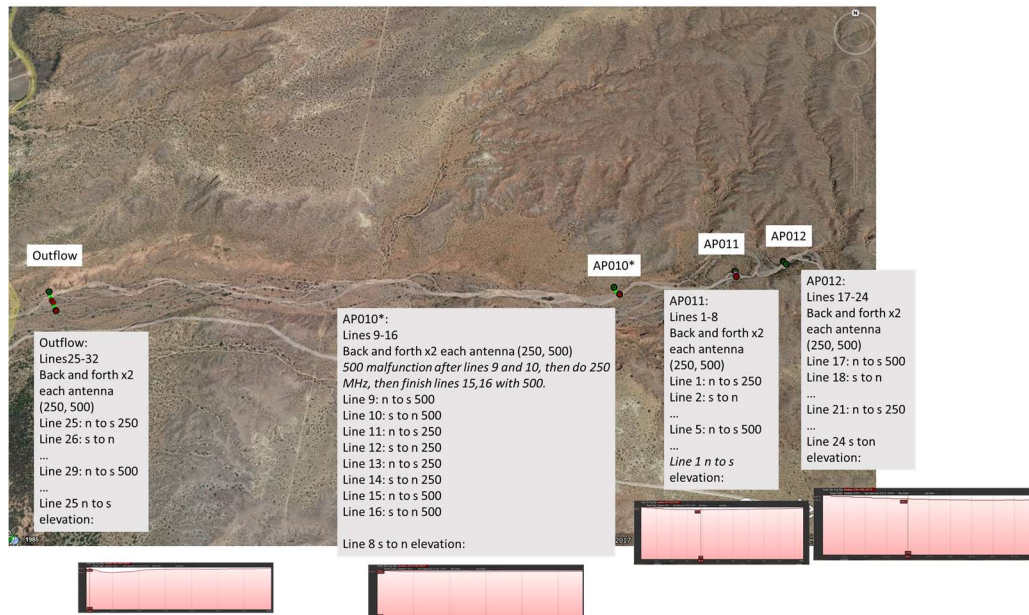 N
Outflow
AP010*
AP011
AP012
Outflow:
Lines25-32
Back and forth x2
each antenna
(250, 500)
Line 25: n to s 250
Line 26: s to n
...
Line 29: n to s 500
...
Line 25 n to s
elevation:
AP010*:
Lines 9-16
Back and forth x2 each antenna (250, 500)
500 malfunction after lines 9 and 10, then do 250
MHz, then finish lines 15,16 with 500.
Line 9: n to s 500
Line 10: s to n 500
Line 11: n to s 250
Line 12: s to n 250
Line 13: n to s 250
Line 14: s to n 250
Line 15: n to s 500
Line 16: s to n 500
Line 8 s to n elevation:
AP011:
Lines 1-8
Back and forth x2
each antenna
(250, 500)
Line 1: n to s 250
Line 2: s to n
...
Line 5: n to s 500
...
Line 1 n to s
elevation:
AP012:
Lines 17-24
Back and forth x2
each antenna
(250, 500)
Line 17: n to s 500
Line 18: s to n
...
Line 21: n to s 250
...
Line 24 s ton
elevation:
1985
2017